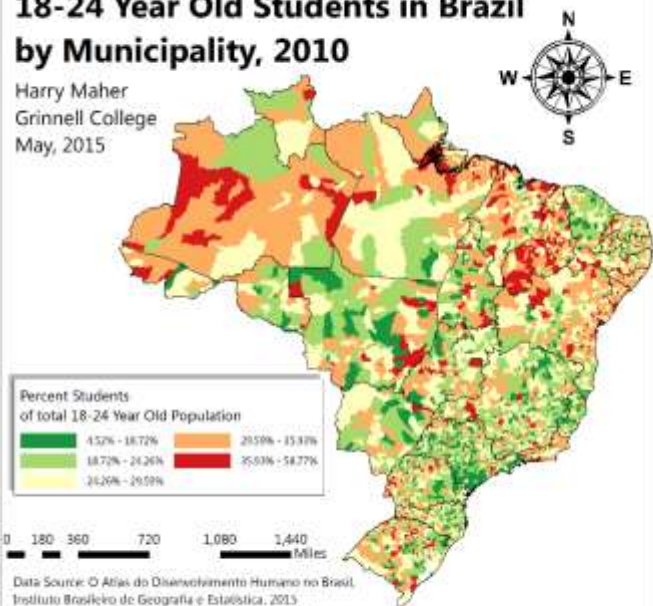 18-24 Year Old Students in Brazil
by Municipality, 2010
Harry Maher
Grinnell College
May, 2015
N
W E
S
Percent Students
of total 18-24 Year Old Population
4.52% - 18.72%
18.72% - 24.26%
24.26% - 29.59%
29.59% - 35.93%
35.93% - 58.77%
0 180 360 720 1,080 1,440
Miles
Data Source: O Atlas do Disenvolvimento Humano no Brasil,
Instituto Brasileiro de Geografia e Estatística, 2015